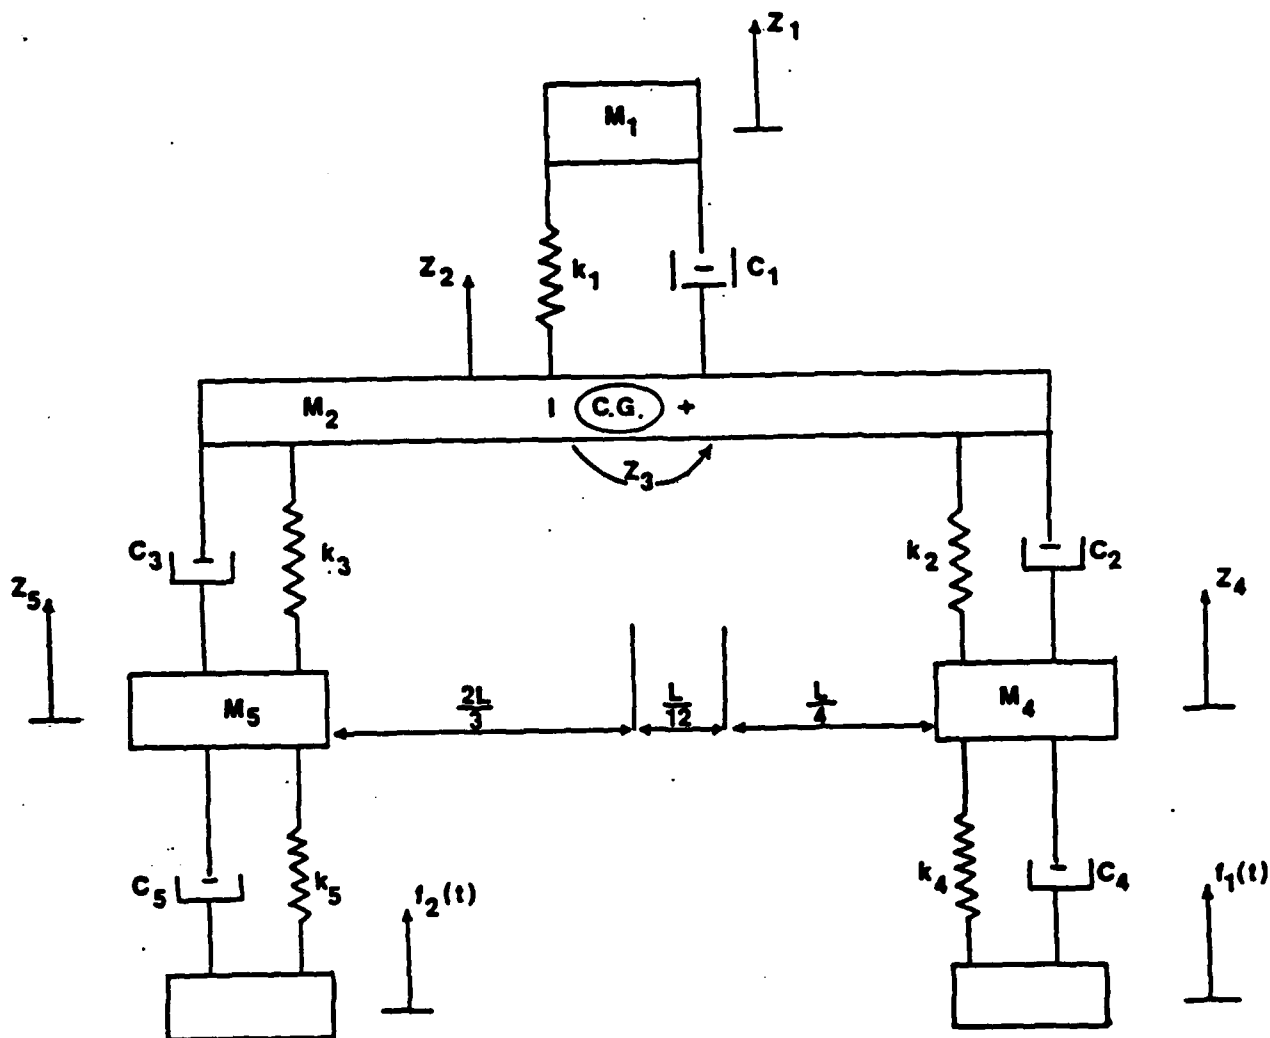 Z₁
M₁
Z₂
k₁
C₁
M₂
I
C.G.
+
Z₃
C₃
k₃
k₂
C₂
Z₅
Z₄
M₅
2L/3
L/12
L/4
M₄
C₅
k₅
f₂(t)
k₄
C₄
f₁(t)